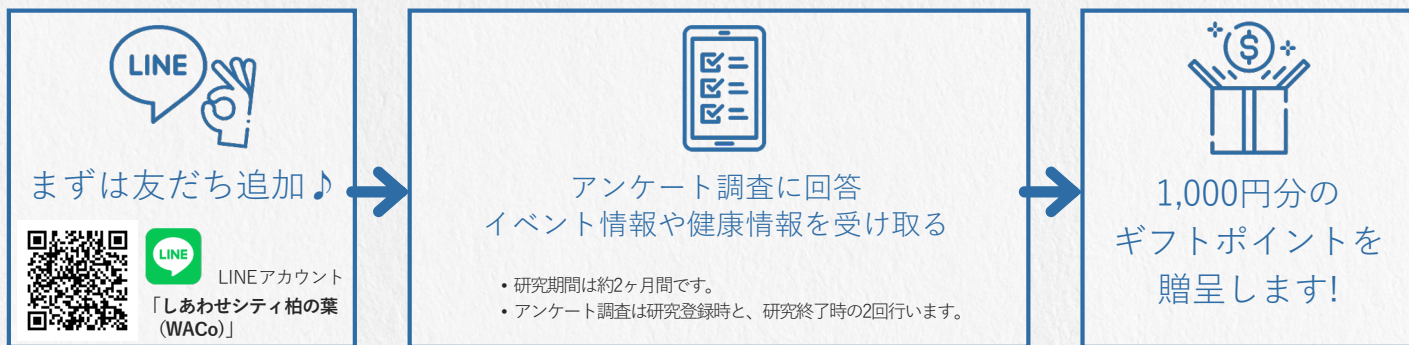 LINE
まずは友だち追加♪
LINE
LINEアカウント
「しあわせシティ柏の葉
（WACo）」
アンケート調査に回答
イベント情報や健康情報を受け取る
• 研究期間は約2ヶ月間です。
• アンケート調査は研究登録時と、研究終了時の2回行います。
$
1,000円分の
ギフトポイントを
贈呈します!